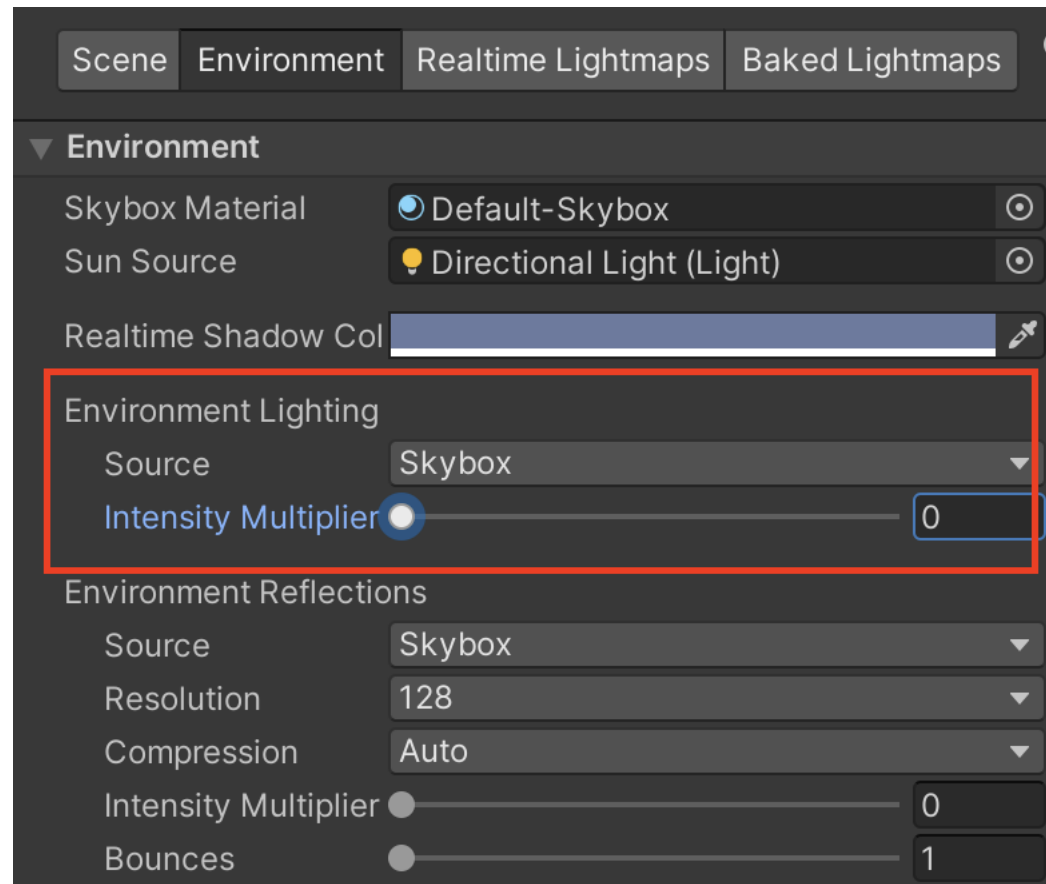 Scene Environment Realtime Lightmaps Baked Lightmaps
Environment
Skybox Material Default-Skybox
Sun Source Directional Light (Light)
Realtime Shadow Col
Environment Lighting
Source Skybox
Intensity Multiplier 0
Environment Reflections
Source Skybox
Resolution 128
Compression Auto
Intensity Multiplier 0
Bounces 1